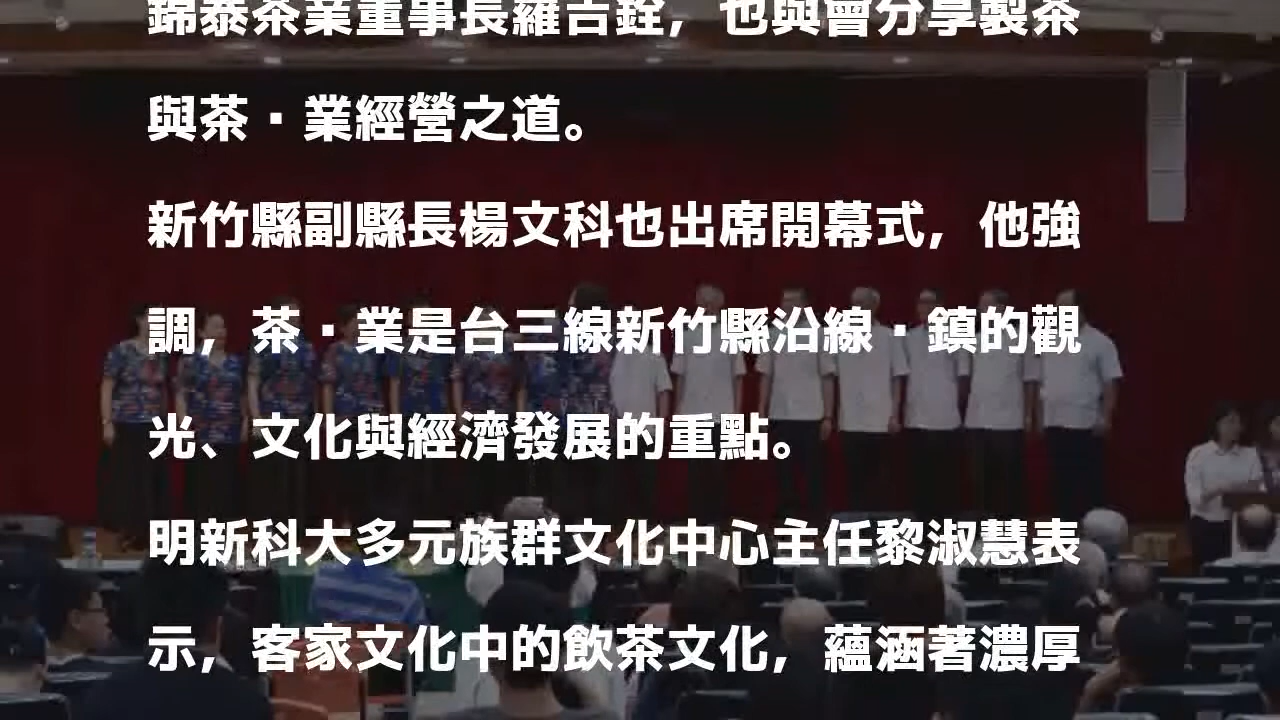 錦泰茶業董事長羅吉銓，也與會分享製茶
與茶▪業經營之道。
新竹縣副縣長楊文科也出席開幕式，他強
調，茶▪業是台三線新竹縣沿線▪鎮的觀
光、文化與經濟發展的重點。
明新科大多元族群文化中心主任黎淑慧表
示，客家文化中的飲茶文化，蘊涵著濃厚